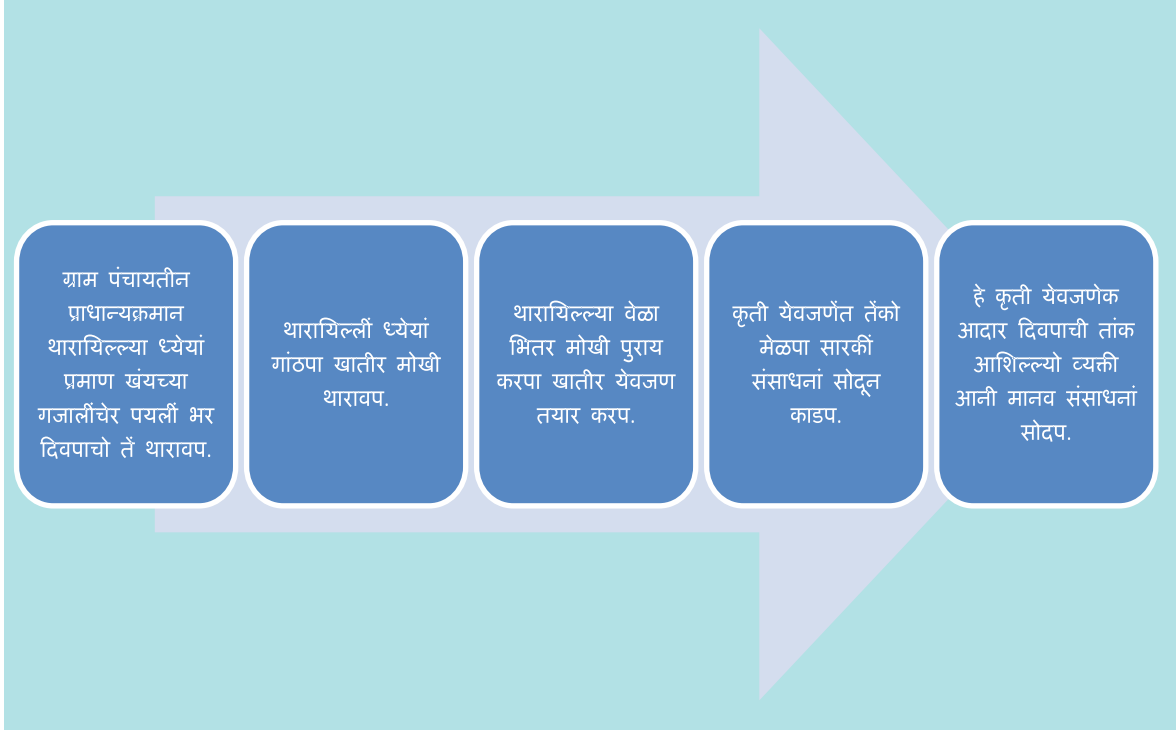 ग्राम पंचायतीन
प्राधान्यक्रमान
थारायिल्ल्या ध्येयां
प्रमाण खंयच्या
गजालींचेर पयलीं भर
दिवपाचो तें थारावप.
थारायिल्लीं ध्येयां
गांठपा खातीर मोखी
थारावप.
थारायिल्ल्या वेळा
भितर मोखी पुराय
करपा खातीर येवजण
तयार करप.
कृती येवजणेंत तेंको
मेळपा सारकीं
संसाधनां सोदून
काडप.
हे कृती येवजणेक
आदार दिवपाची तांक
आशिल्ल्यो व्यक्ती
आनी मानव संसाधनां
सोदप.